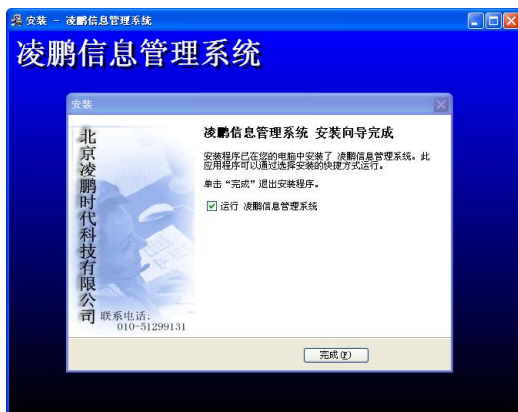 安装 - 凌鹏信息管理系统
凌鹏信息管理系统
安装
北京凌鹏时代科技有限公司
联系电话:
010-51299131
凌鹏信息管理系统 安装向导完成
安装程序已在您的电脑中安装了 凌鹏信息管理系统。此
应用程序可以通过选择安装的快捷方式运行。
单击“完成”退出安装程序。
运行 凌鹏信息管理系统
完成(F)